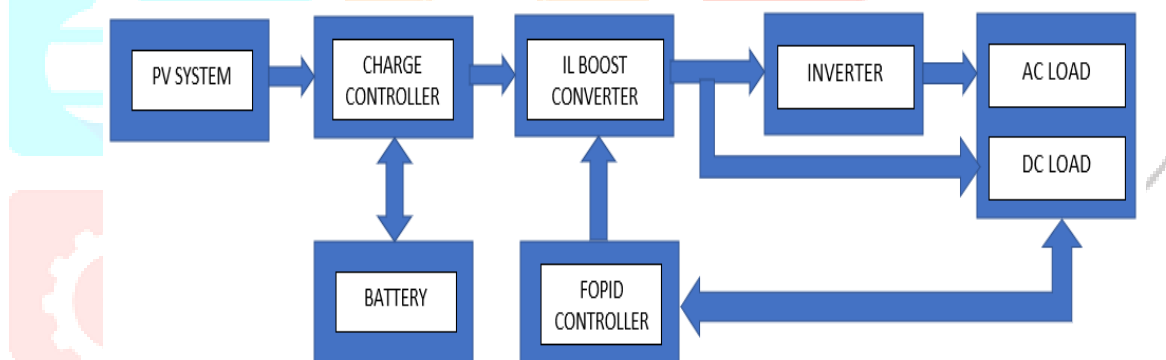 PV SYSTEM
CHARGE
CONTROLLER
IL BOOST
CONVERTER
INVERTER
AC LOAD
DC LOAD
BATTERY
FOPID
CONTROLLER